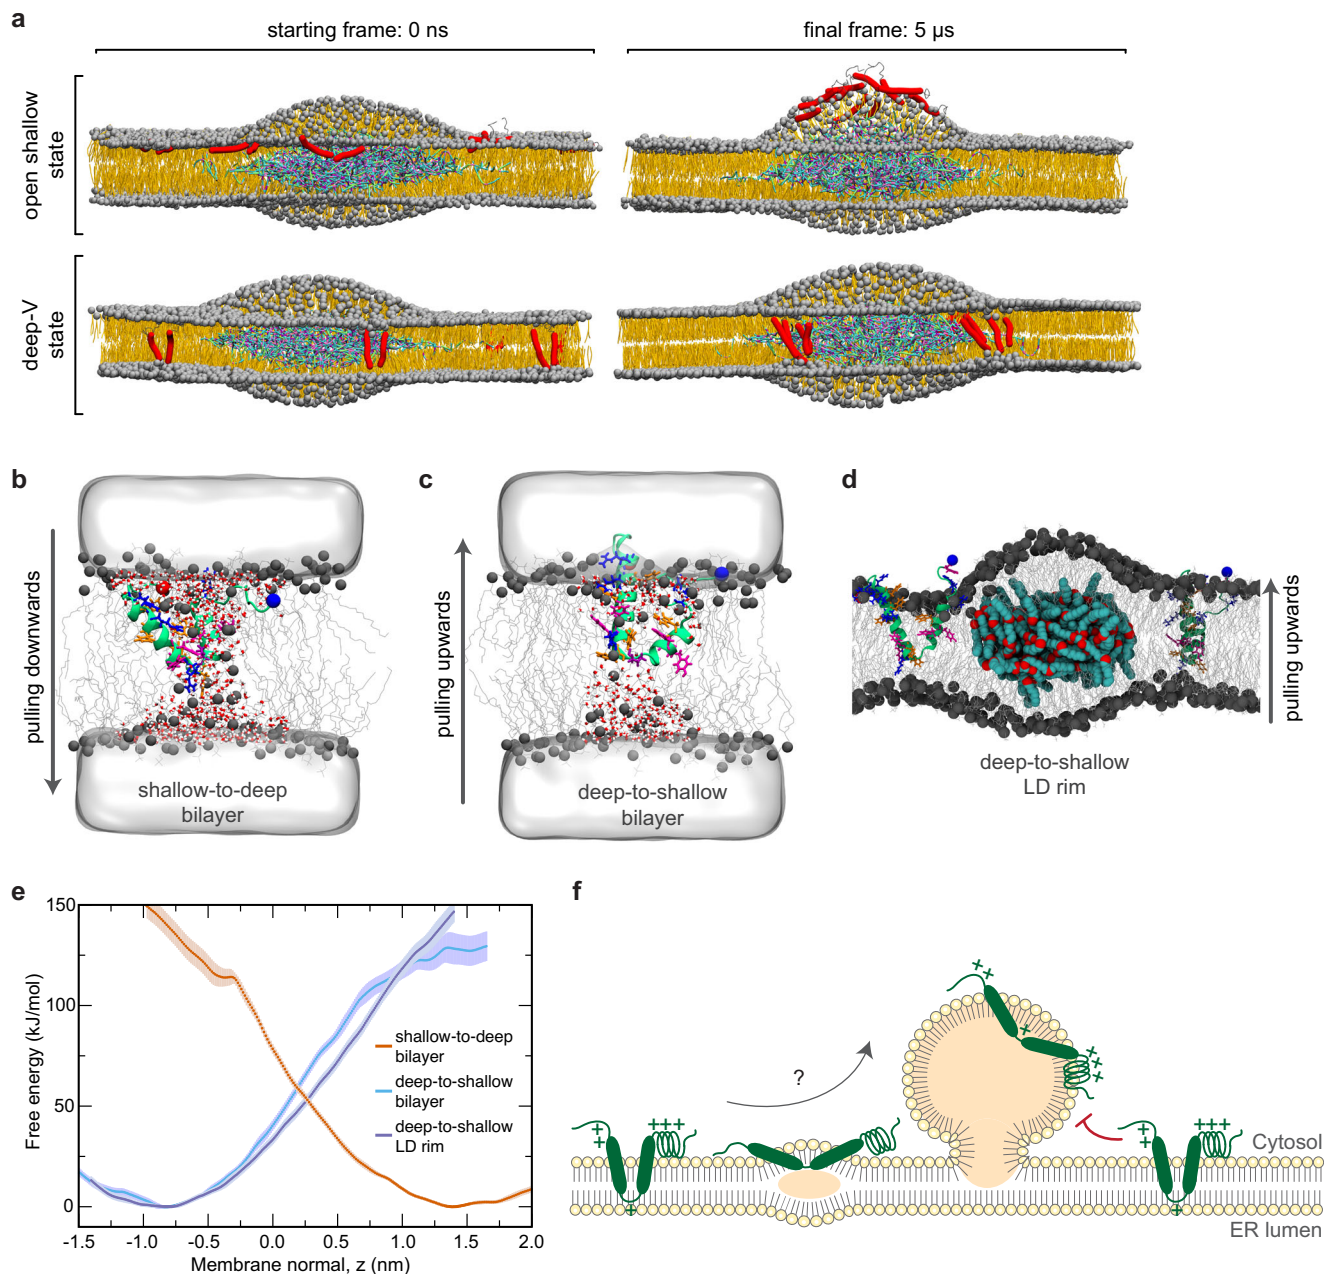 a
starting frame: 0 ns
final frame: 5 µs
open shallow
state
deep-V
state
b
pulling downwards
shallow-to-deep
bilayer
c
pulling upwards
deep-to-shallow
bilayer
d
pulling upwards
deep-to-shallow
LD rim
e
Free energy (kJ/mol)
150
100
50
0
-1.5
-1.0
-0.5
0.0
0.5
1.0
1.5
2.0
Membrane normal, z (nm)
shallow-to-deep
bilayer
deep-to-shallow
bilayer
deep-to-shallow
LD rim
f
?
++
+++
+
++
+
+++
++
+++
+
Cytosol
ER lumen